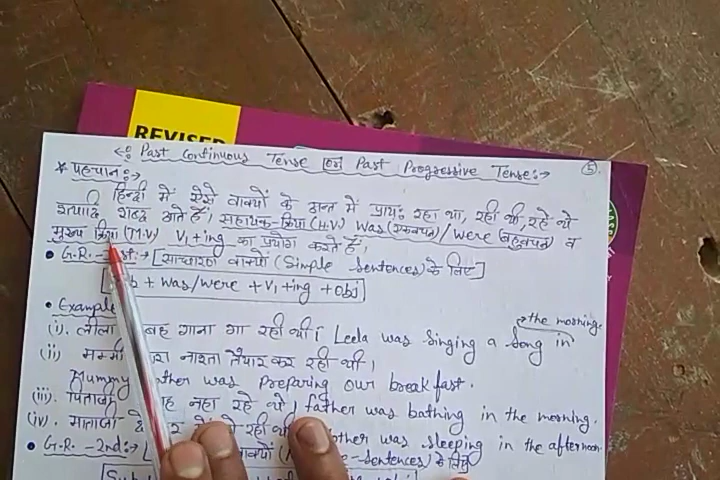 REVISED
Past Continuous Tense or Past Progressive Tense:→ (5)
* पहचान:→
हिन्दी में ऐसे वाक्यों के अन्त में प्रायः रहा था, रही थी, रहे थे
इत्यादि शब्द आते हैं। सहायक-क्रिया (H.V) was (एकवचन)/were (बहुवचन) व
मुख्य क्रिया (M.V) V₁+ing का प्रयोग करते हैं।
• G.R.-1st:→ [साधारण वाक्यों (Simple Sentences) के लिए]
+ was/were + V₁ +ing + obj
• Example
(i). लीला गाना गा रही थी। Leela was singing a song in the morning.
(ii) मम्मी नाश्ता तैयार कर रही थी।
Mummy was preparing our breakfast.
(iii). पिताजी नहा रहे थे। father was bathing in the morning.
(iv). माताजी रही थी was sleeping in the afternoon
• G.R.-2nd:→ वाक्यों -Sentences) के लिए